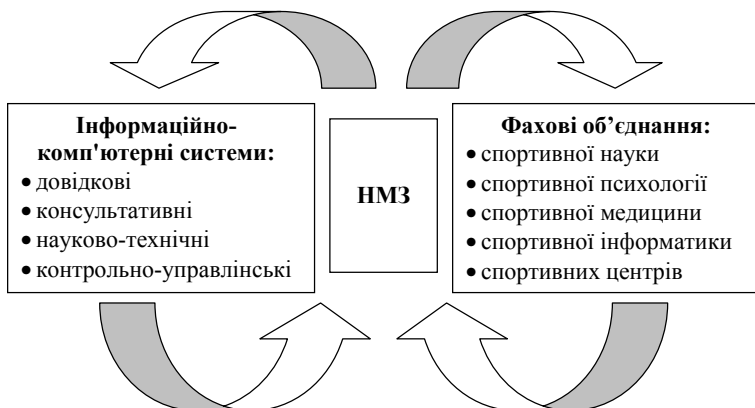 Інформаційно-
комп'ютерні системи:
• довідкові
• консультативні
• науково-технічні
• контрольно-управлінські
НМЗ
Фахові об’єднання:
• спортивної науки
• спортивної психології
• спортивної медицини
• спортивної інформатики
• спортивних центрів